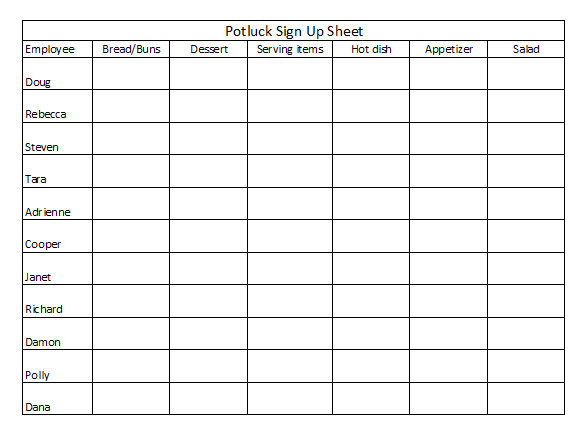 Potluck Sign Up Sheet
Employee Bread/Buns Dessert Serving items Hot dish Appetizer Salad
Doug
Rebecca
Steven
Tara
Adrienne
Cooper
Janet
Richard
Damon
Polly
Dana